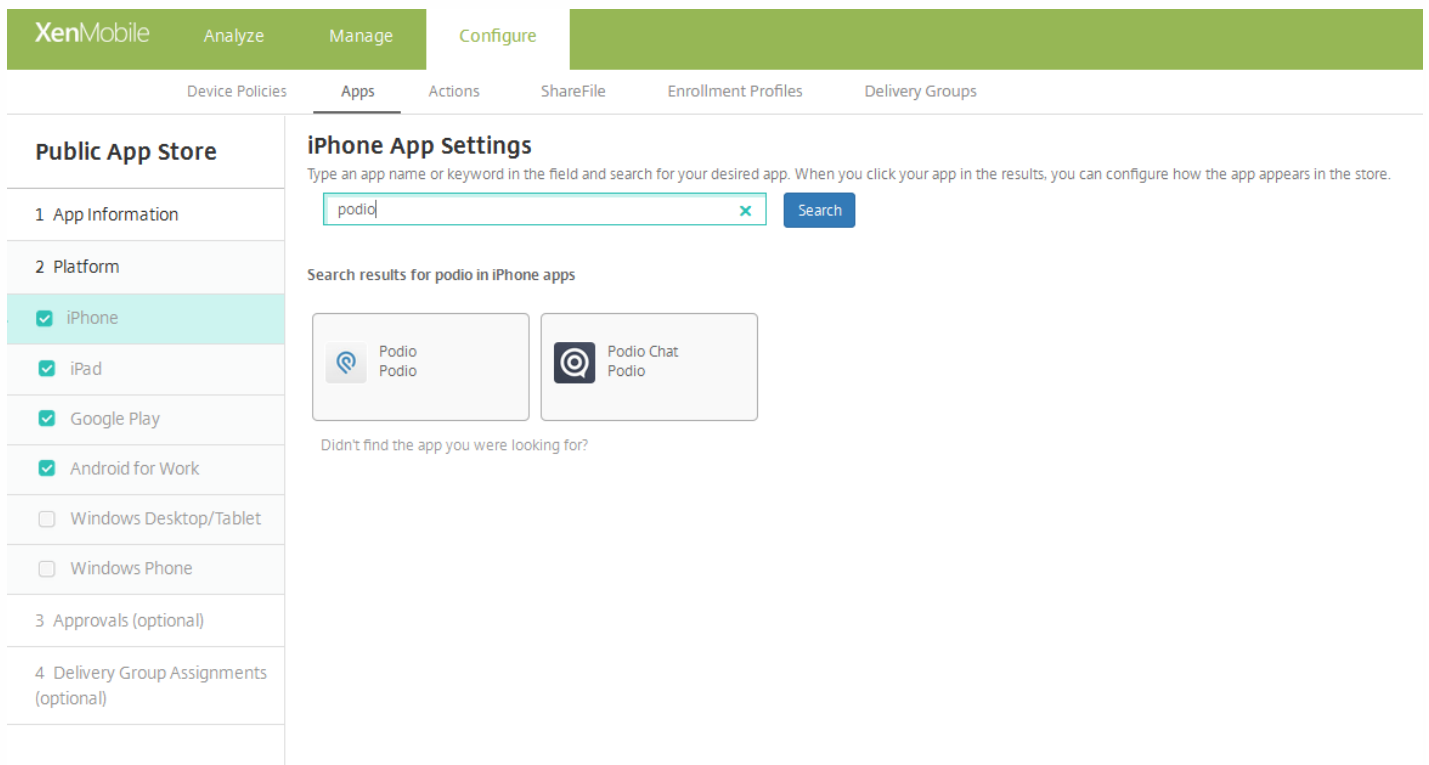 XenMobile Analyze Manage Configure
Device Policies Apps Actions ShareFile Enrollment Profiles Delivery Groups
Public App Store
1 App Information
2 Platform
iPhone
iPad
Google Play
Android for Work
Windows Desktop/Tablet
Windows Phone
3 Approvals (optional)
4 Delivery Group Assignments
(optional)
iPhone App Settings
Type an app name or keyword in the field and search for your desired app. When you click your app in the results, you can configure how the app appears in the store.
podio Search
Search results for podio in iPhone apps
Podio
Podio
Podio Chat
Podio
Didn't find the app you were looking for?